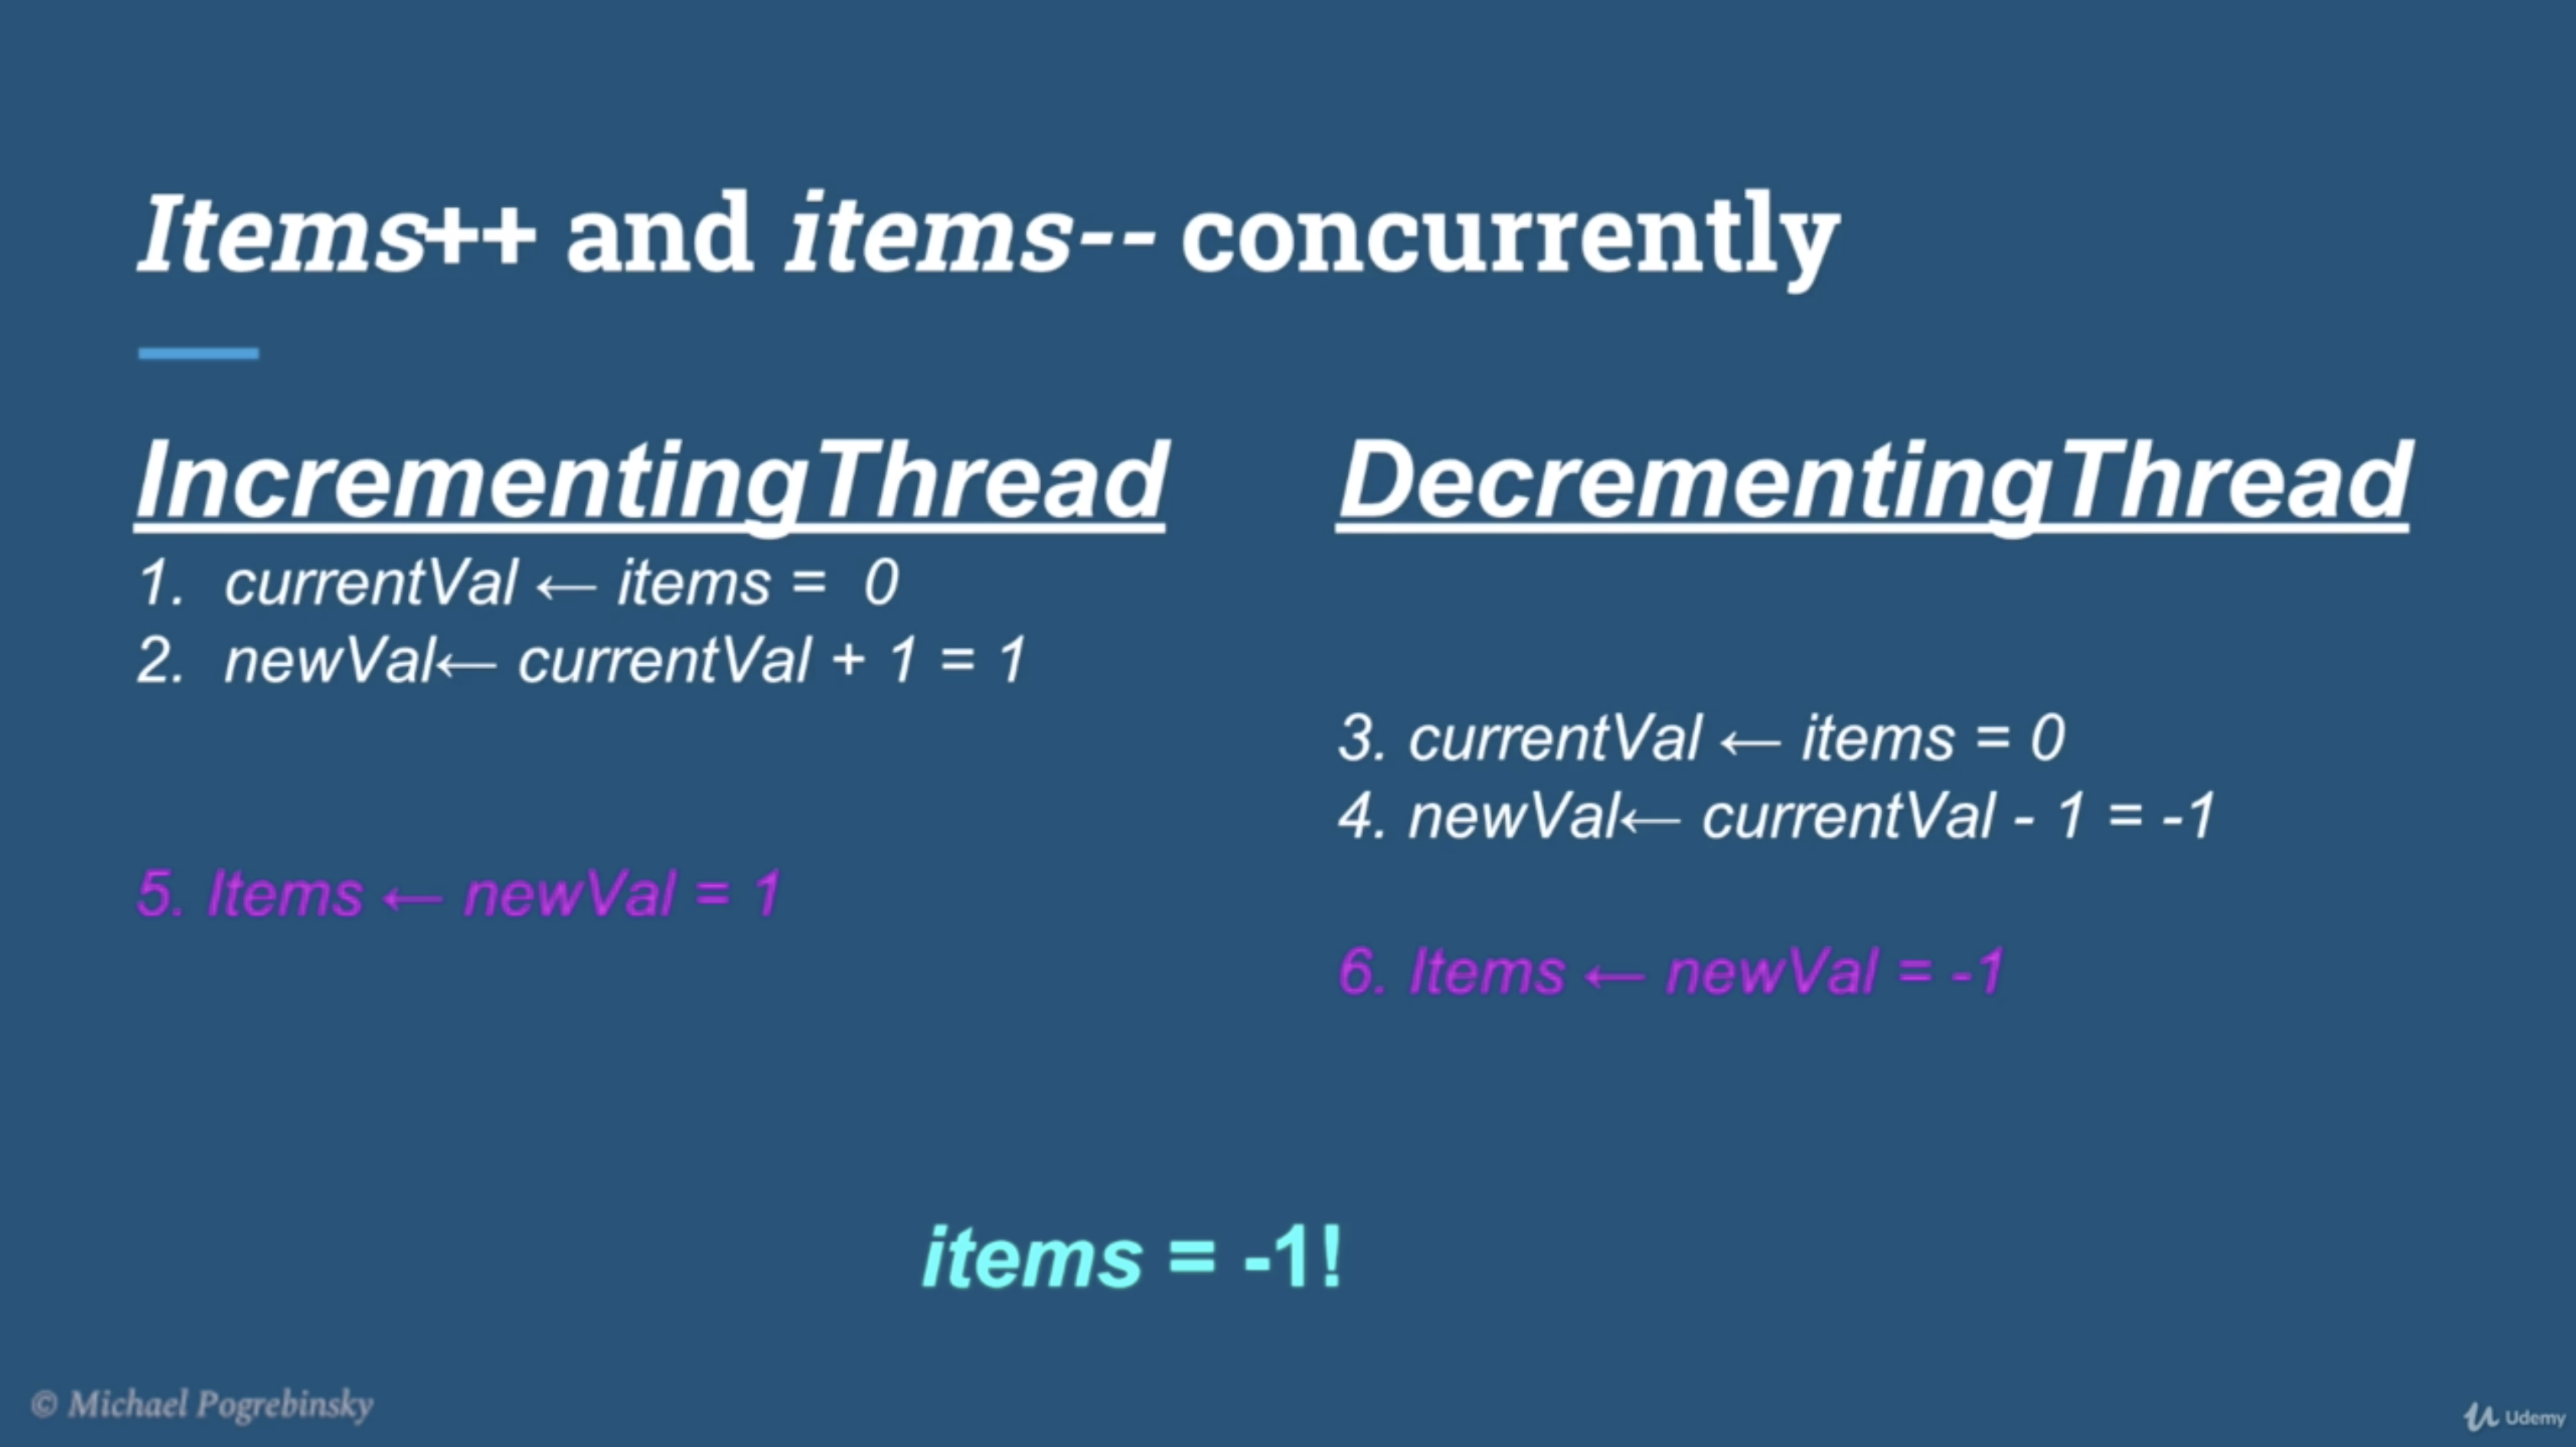 Items++ and items-- concurrently
IncrementingThread
1. currentVal ← items = 0
2. newVal← currentVal + 1 = 1
DecrementingThread
3. currentVal ← items = 0
4. newVal← currentVal - 1 = -1
5. Items ← newVal = 1
6. Items ← newVal = -1
items = -1!
© Michael Pogrebinsky
Udemy